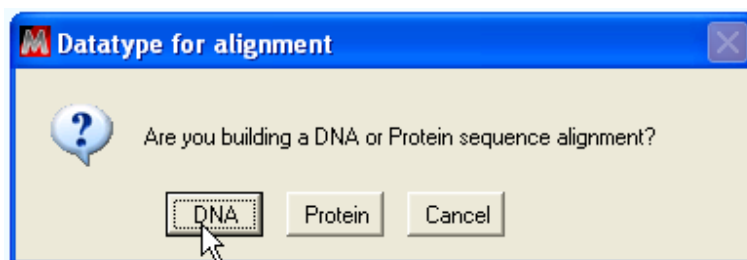 M Datatype for alignment
Are you building a DNA or Protein sequence alignment?
DNA Protein Cancel